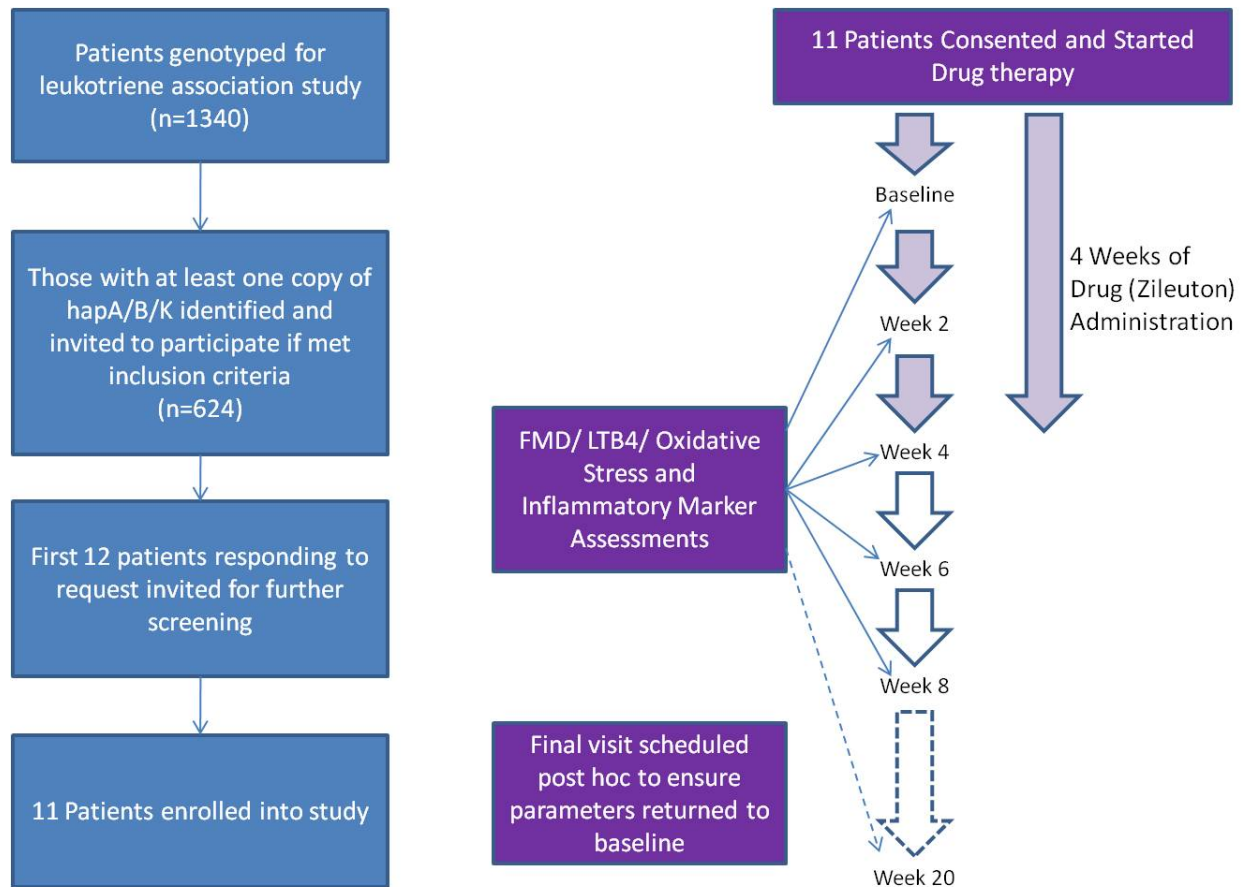 Patients genotyped for
leukotriene association study
(n=1340)
Those with at least one copy of
hapA/B/K identified and
invited to participate if met
inclusion criteria
(n=624)
First 12 patients responding to
request invited for further
screening
11 Patients enrolled into study
11 Patients Consented and Started
Drug therapy
Baseline
Week 2
Week 4
Week 6
Week 8
Week 20
4 Weeks of
Drug (Zileuton)
Administration
FMD/ LTB4/ Oxidative
Stress and
Inflammatory Marker
Assessments
Final visit scheduled
post hoc to ensure
parameters returned to
baseline